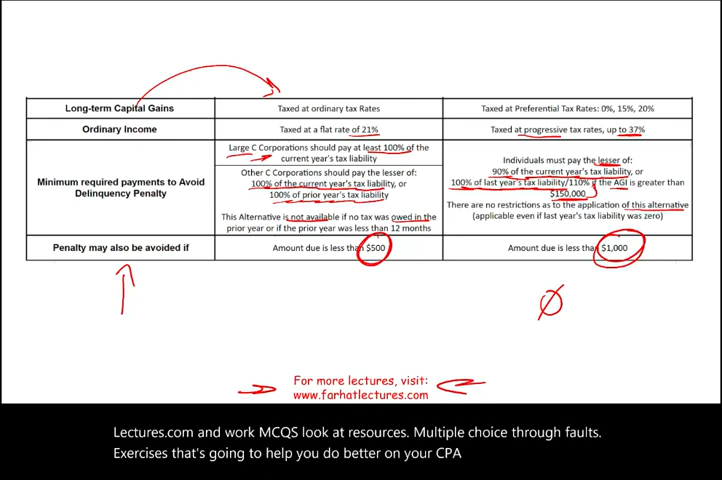 Long-term Capital Gains
Taxed at ordinary tax Rates
Taxed at Preferential Tax Rates: 0%, 15%, 20%
Ordinary Income
Taxed at a flat rate of 21%
Taxed at progressive tax rates, up to 37%
Minimum required payments to Avoid
Delinquency Penalty
Large C Corporations should pay at least 100% of the
current year's tax liability
Other C Corporations should pay the lesser of:
100% of the current year's tax liability, or
100% of prior year's tax liability
This Alternative is not available if no tax was owed in the
prior year or if the prior year was less than 12 months
Individuals must pay the lesser of:
90% of the current year's tax liability, or
100% of last year's tax liability/110% if the AGI is greater than
$150,000
There are no restrictions as to the application of this alternative
(applicable even if last year's tax liability was zero)
Penalty may also be avoided if
Amount due is less than $500
Amount due is less than $1,000
For more lectures, visit:
www.farhatlectures.com
Lectures.com and work MCQS look at resources. Multiple choice through faults.
Exercises that's going to help you do better on your CPA